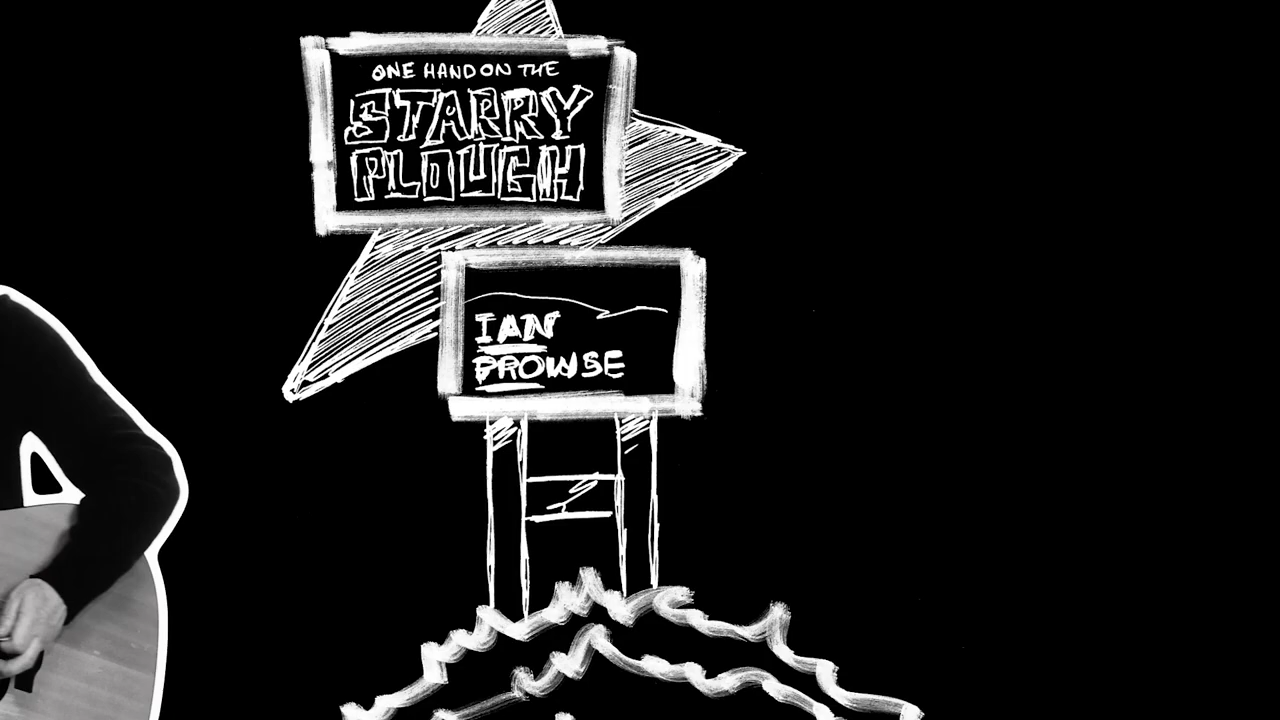 ONE HAND ON THE
STARRY
PLOUGH
IAN
PROWSE